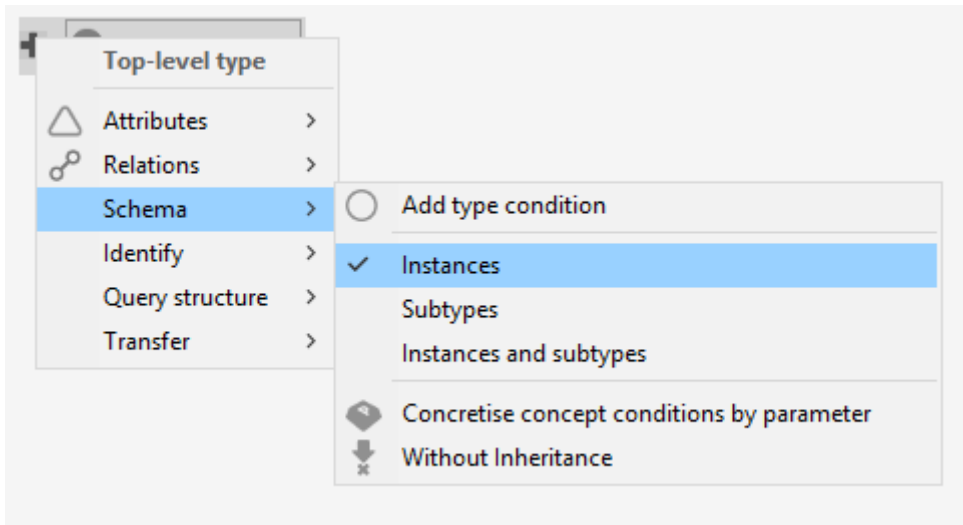 Top-level type
Attributes
Relations
Schema
Identify
Query structure
Transfer
Add type condition
Instances
Subtypes
Instances and subtypes
Concretise concept conditions by parameter
Without Inheritance